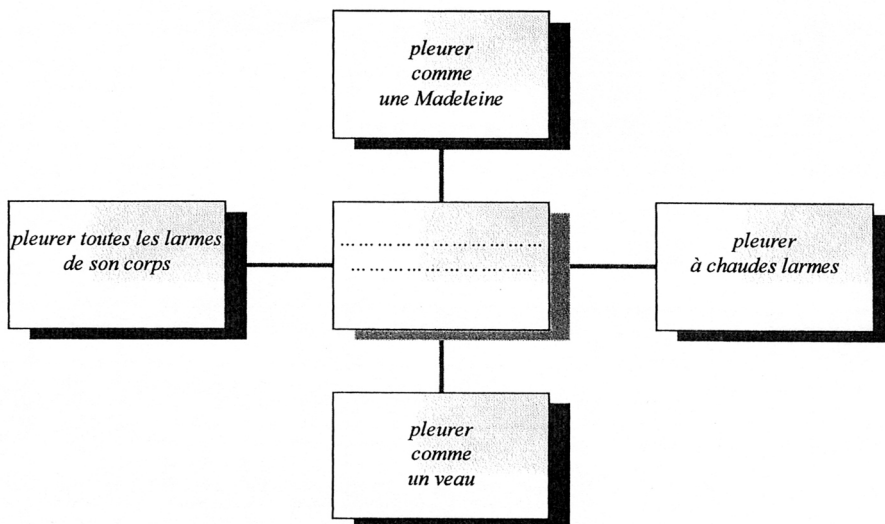 pleurer
comme
une Madeleine
pleurer toutes les larmes
de son corps
………………………………
……………………………
pleurer
à chaudes larmes
pleurer
comme
un veau